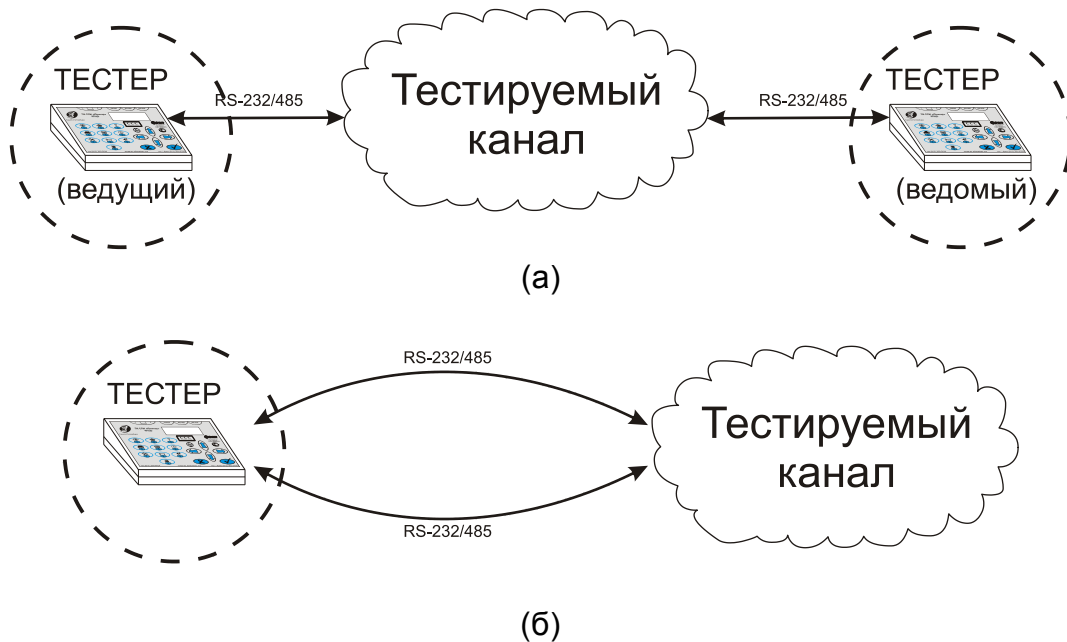 ТЕСТЕР
RS-232/485
(ведущий)
Тестируемый
канал
RS-232/485
ТЕСТЕР
(ведомый)
(а)
ТЕСТЕР
RS-232/485
RS-232/485
Тестируемый
канал
(б)